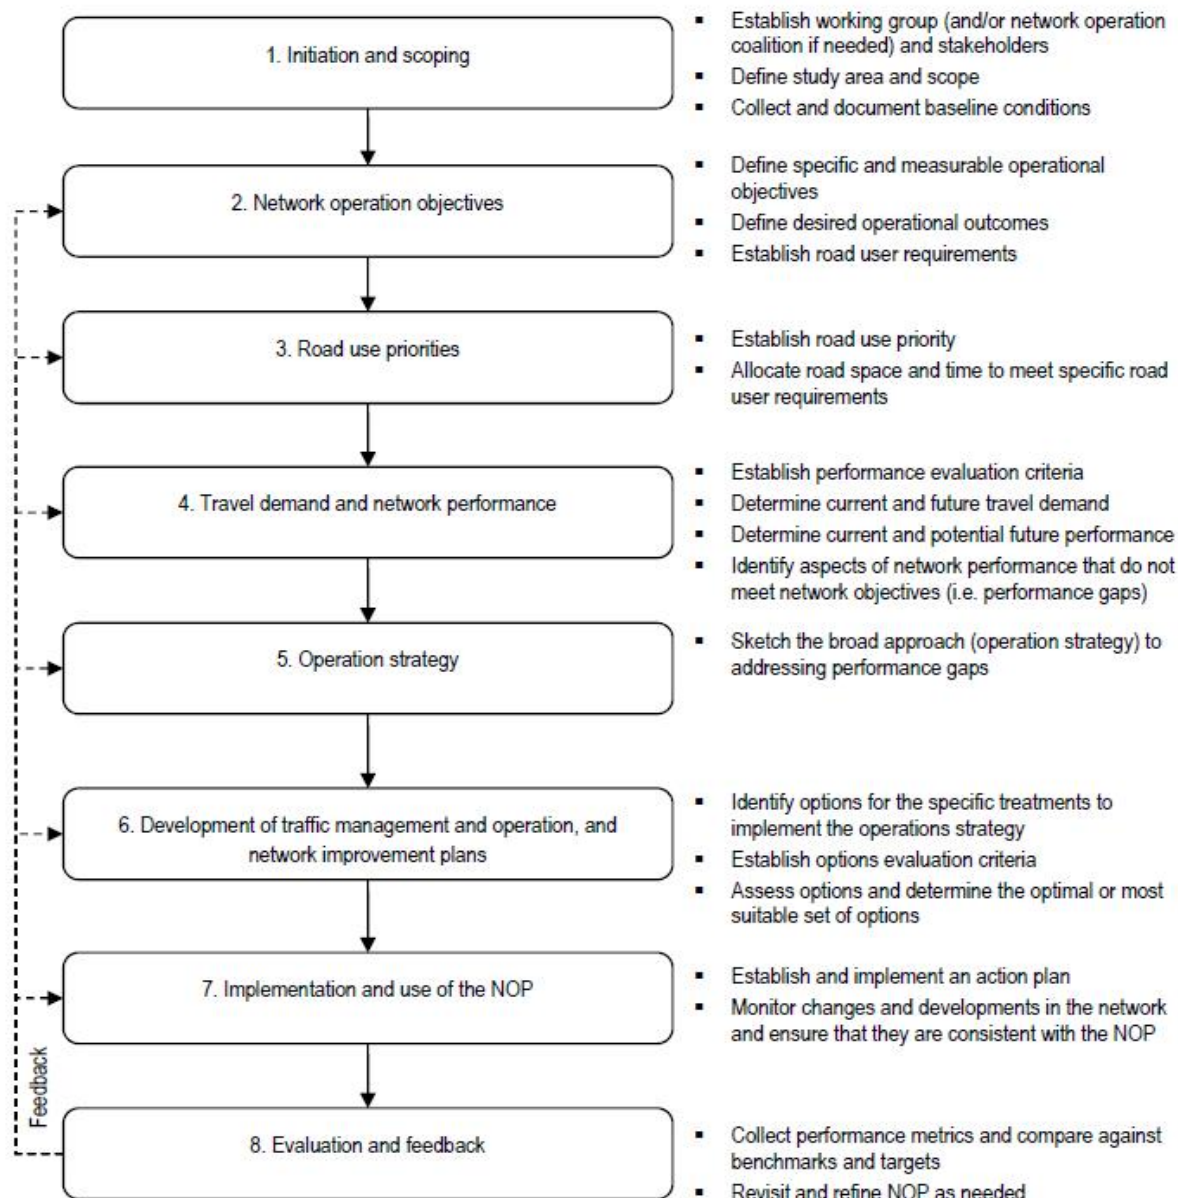 1. Initiation and scoping
▪ Establish working group (and/or network operation
coalition if needed) and stakeholders
▪ Define study area and scope
▪ Collect and document baseline conditions
2. Network operation objectives
▪ Define specific and measurable operational
objectives
▪ Define desired operational outcomes
▪ Establish road user requirements
3. Road use priorities
▪ Establish road use priority
▪ Allocate road space and time to meet specific road
user requirements
4. Travel demand and network performance
▪ Establish performance evaluation criteria
▪ Determine current and future travel demand
▪ Determine current and potential future performance
▪ Identify aspects of network performance that do not
meet network objectives (i.e. performance gaps)
5. Operation strategy
▪ Sketch the broad approach (operation strategy) to
addressing performance gaps
6. Development of traffic management and operation, and
network improvement plans
▪ Identify options for the specific treatments to
implement the operations strategy
▪ Establish options evaluation criteria
▪ Assess options and determine the optimal or most
suitable set of options
7. Implementation and use of the NOP
▪ Establish and implement an action plan
▪ Monitor changes and developments in the network
and ensure that they are consistent with the NOP
Feedback
8. Evaluation and feedback
▪ Collect performance metrics and compare against
benchmarks and targets
▪ Revisit and refine NOP as needed